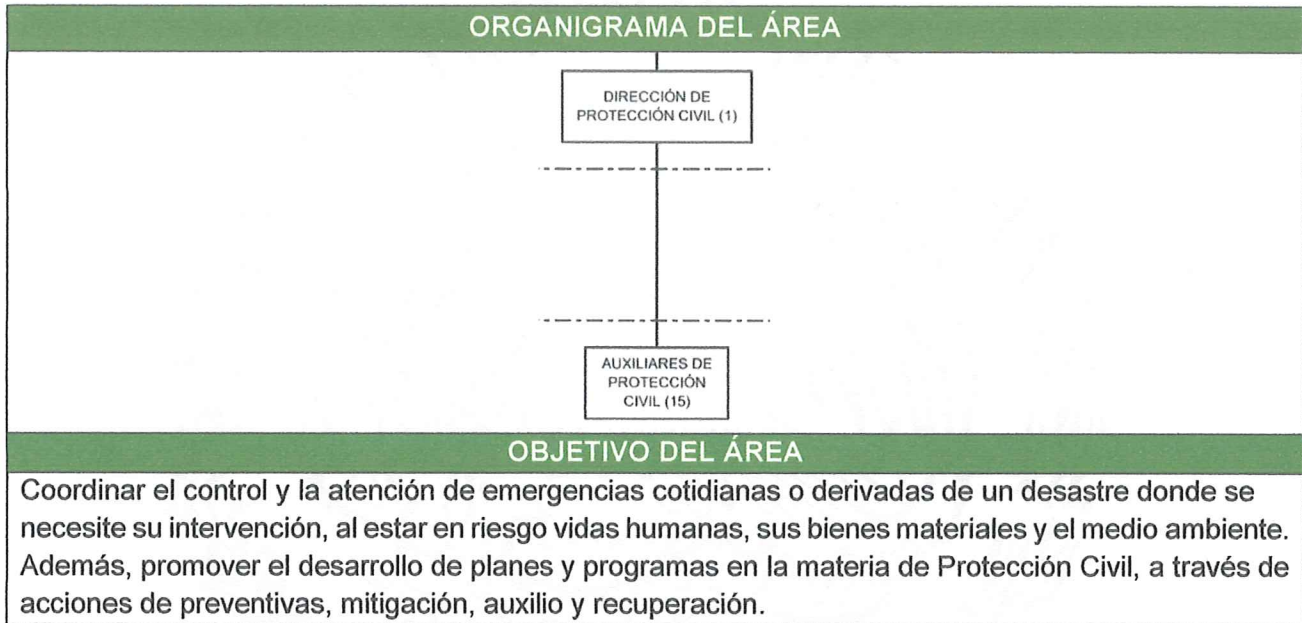 ORGANIGRAMA DEL ÁREA
DIRECCIÓN DE
PROTECCIÓN CIVIL (1)
AUXILIARES DE
PROTECCIÓN
CIVIL (15)
OBJETIVO DEL ÁREA
Coordinar el control y la atención de emergencias cotidianas o derivadas de un desastre donde se
necesite su intervención, al estar en riesgo vidas humanas, sus bienes materiales y el medio ambiente.
Además, promover el desarrollo de planes y programas en la materia de Protección Civil, a través de
acciones de preventivas, mitigación, auxilio y recuperación.